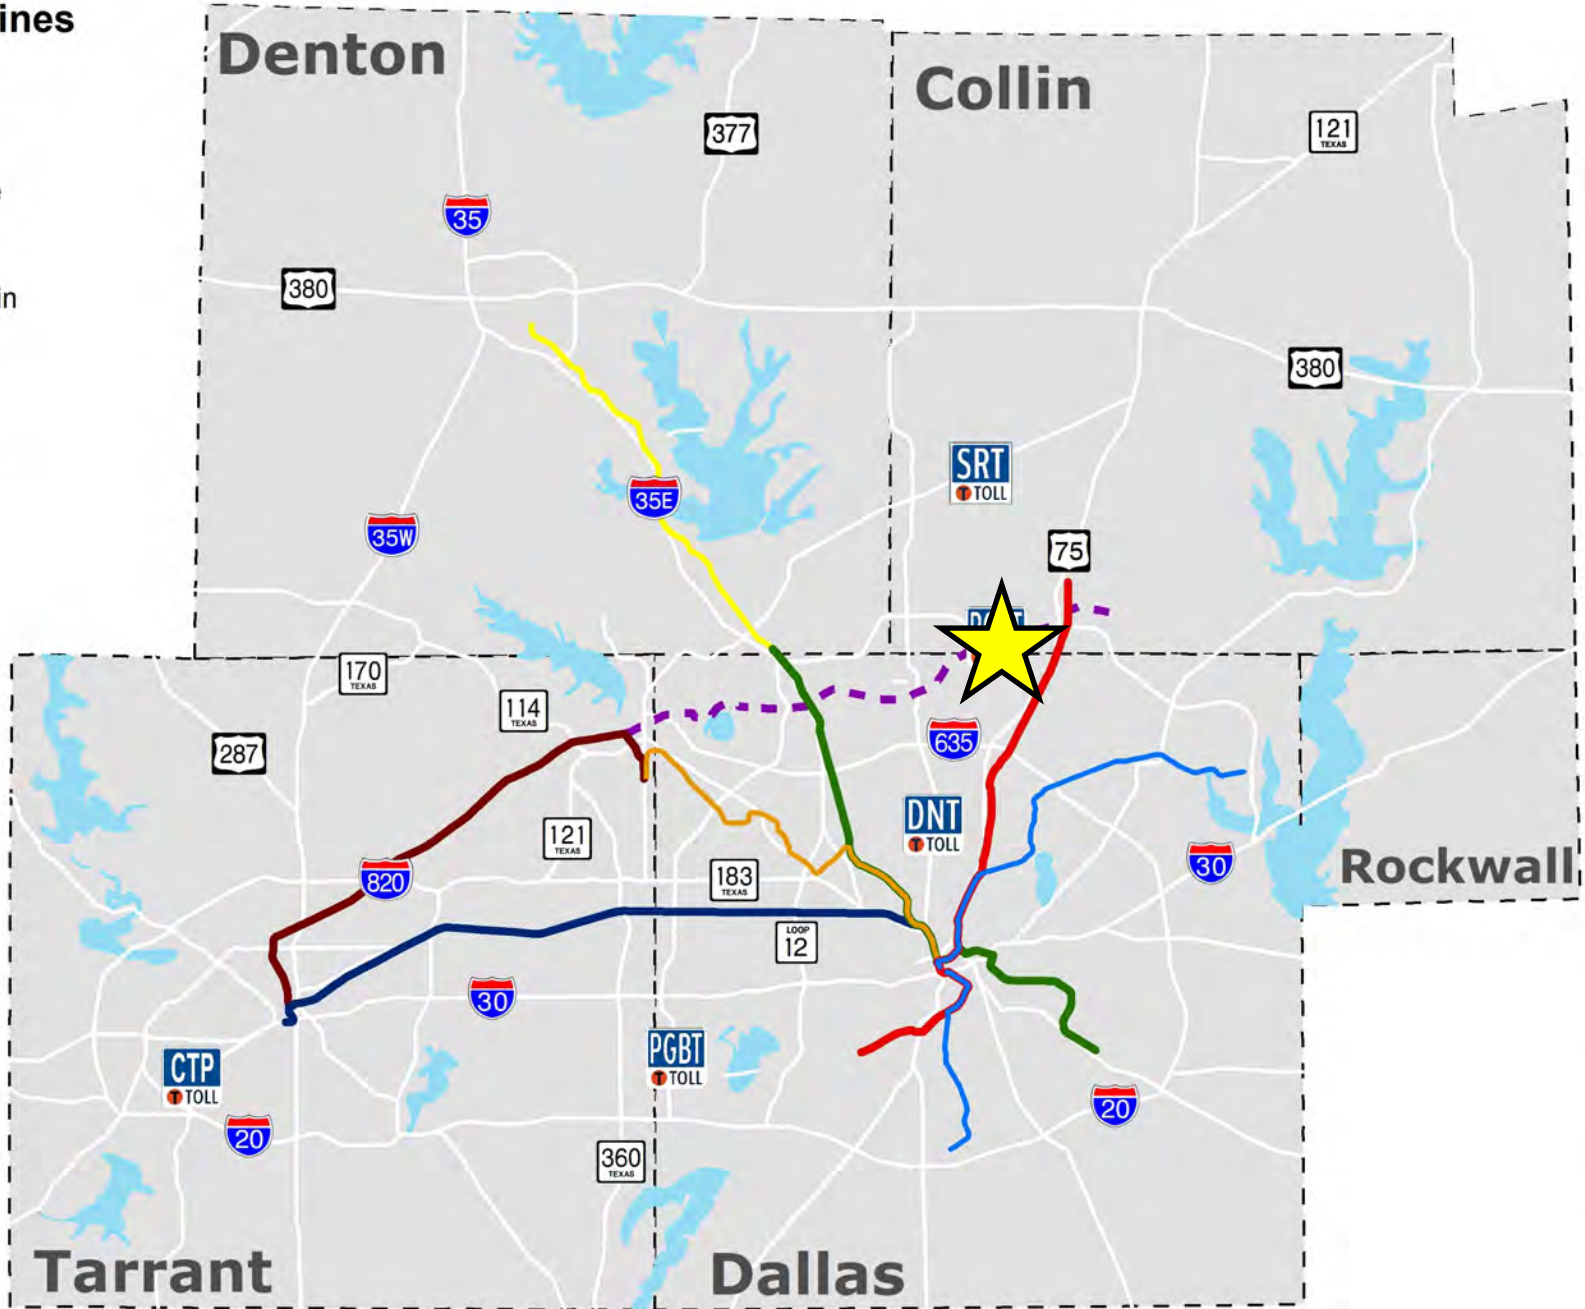 ines
Denton
Collin
377
121
TEXAS
35
in
380
380
SRT
T TOLL
35E
35W
75
170
TEXAS
114
TEXAS
287
635
DNT
T TOLL
121
TEXAS
820
183
TEXAS
30
Rockwall
LOOP
12
30
CTP
T TOLL
PGBT
T TOLL
20
20
360
TEXAS
Tarrant
Dallas